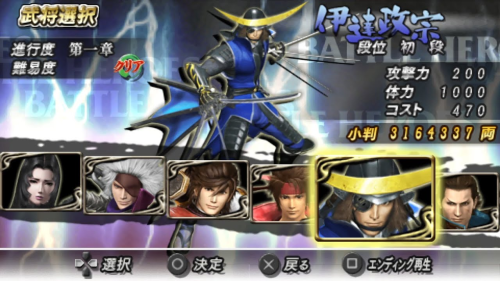 武将選択
伊達政宗
進行度 第一章
難易度 クリア
段位 初段
攻撃力 200
体力 1000
コスト 470
小判 3164337 両
選択
決定
戻る
エンディング再生